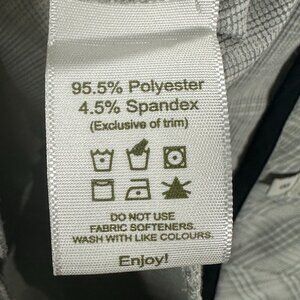 95.5% Polyester
4.5% Spandex
(Exclusive of trim)
DO NOT USE
FABRIC SOFTENERS.
WASH WITH LIKE COLOURS.
Enjoy!